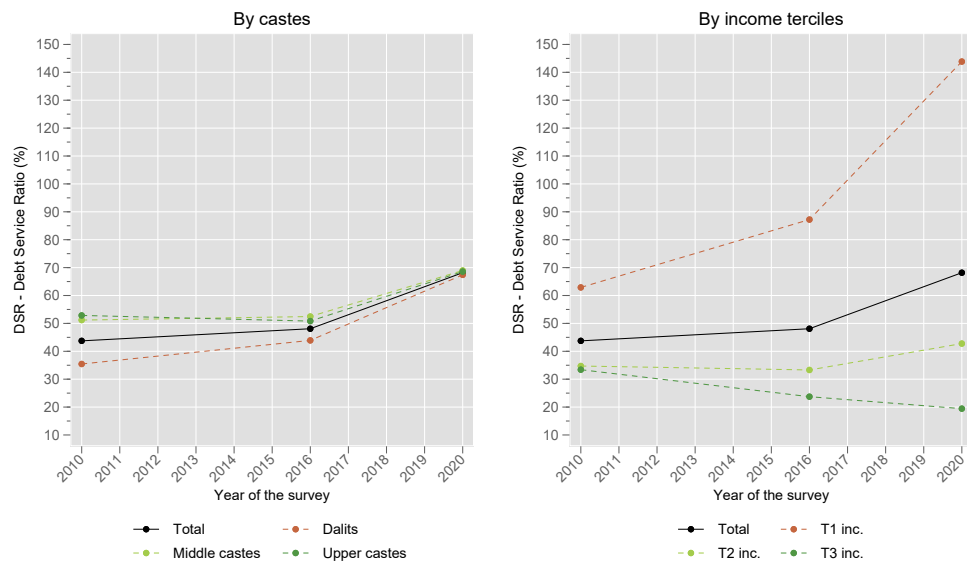 By castes
DSR - Debt Service Ratio (%)
150
140
130
120
110
100
90
80
70
60
50
40
30
20
10
2010 2011 2012 2013 2014 2015 2016 2017 2018 2019 2020
Year of the survey
Total Dalits
Middle castes Upper castes
By income terciles
DSR - Debt Service Ratio (%)
150
140
130
120
110
100
90
80
70
60
50
40
30
20
10
2010 2011 2012 2013 2014 2015 2016 2017 2018 2019 2020
Year of the survey
Total T1 inc.
T2 inc. T3 inc.